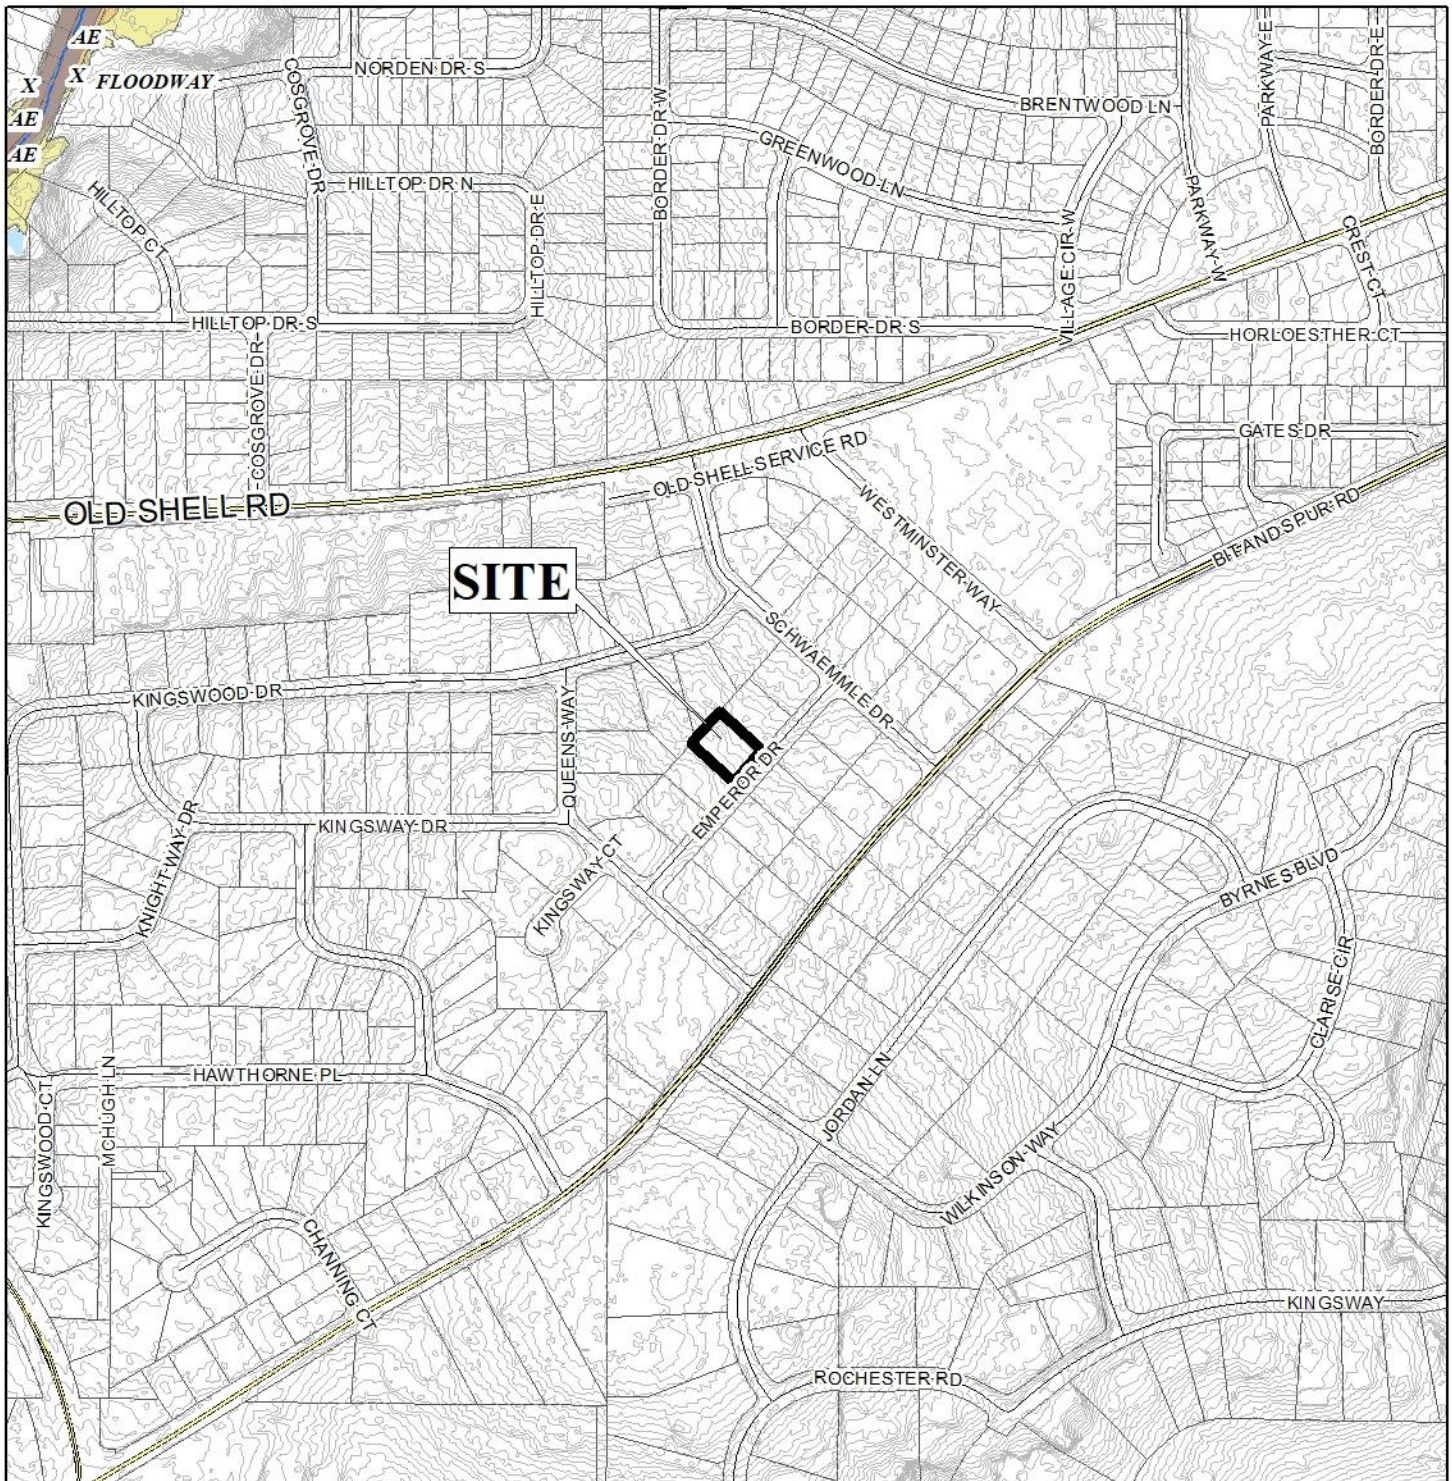 AE
X
X
FLOODWAY
AE
AE
COSGROVE DR
NORDEN DR S
HILLTOP CT
HILLTOP DR N
HILLTOP DR E
BORDER DR W
BRENTWOOD LN
GREENWOOD LN
PARKWAY E
BORDER DR E
PARKWAY W
VILLAGE CIR W
CREST CT
HILLTOP DR S
BORDER DR S
HORLOESTHER CT
COSGROVE DR
GATES DR
OLD SHELL RD
OLD SHELL SERVICE RD
WESTMINSTER WAY
BIT AND SPUR RD
SITE
SCHWAEMMLE DR
KINGSWOOD DR
QUEENS WAY
EMPEROR DR
KNIGHT WAY DR
KINGSWAY DR
KINGSWAY CT
BYRNES BLVD
CLARISE CIR
KINGSWOOD CT
MCHUGH LN
HAWTHORNE PL
JORDAN LN
WILKINSON WAY
CHANNING CT
KINGSWAY
ROCHESTER RD